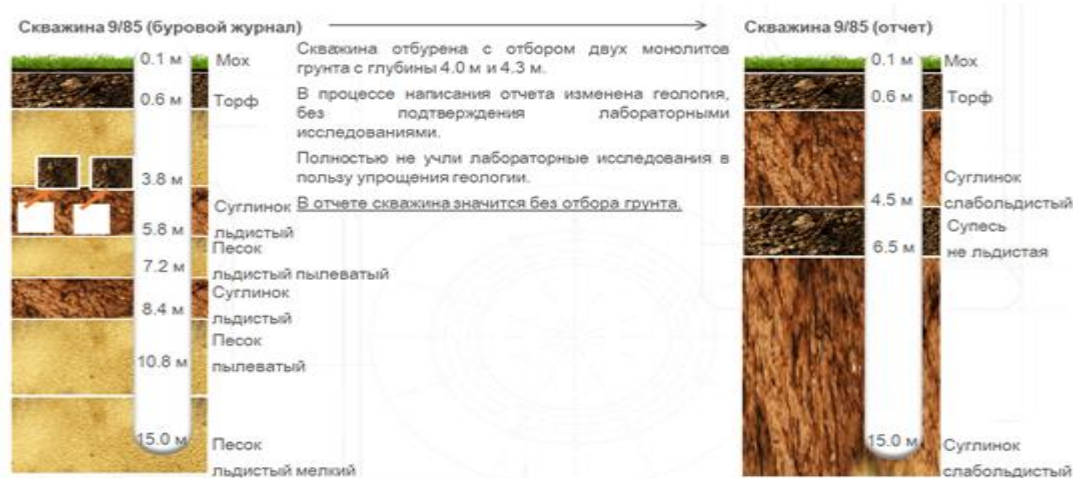 Скважина 9/85 (буровой журнал)
0.1 м
Мох
0.6 м
Торф
3.8 м
Суглинок
льдистый
5.8 м
Песок
льдистый пылеватый
7.2 м
Суглинок
льдистый
8.4 м
Песок
пылеватый
10.8 м
15.0 м
Песок
льдистый мелкий
Скважина отбурена с отбором двух монолитов
грунта с глубины 4.0 м и 4.3 м.
В процессе написания отчета изменена геология,
без подтверждения лабораторными
исследованиями.
Полностью не учли лабораторные исследования в
пользу упрощения геологии.
В отчете скважина значится без отбора грунта.
Скважина 9/85 (отчет)
0.1 м
Мох
0.6 м
Торф
Суглинок
слабольдистый
4.5 м
Супесь
не льдистая
6.5 м
15.0 м
Суглинок
слабольдистый